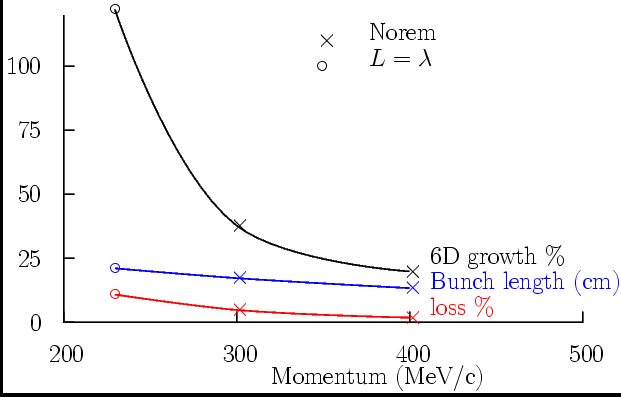 Norem
L = λ
100
75
50
25
0
6D growth %
Bunch length (cm)
loss %
200 300 400 500
Momentum (MeV/c)